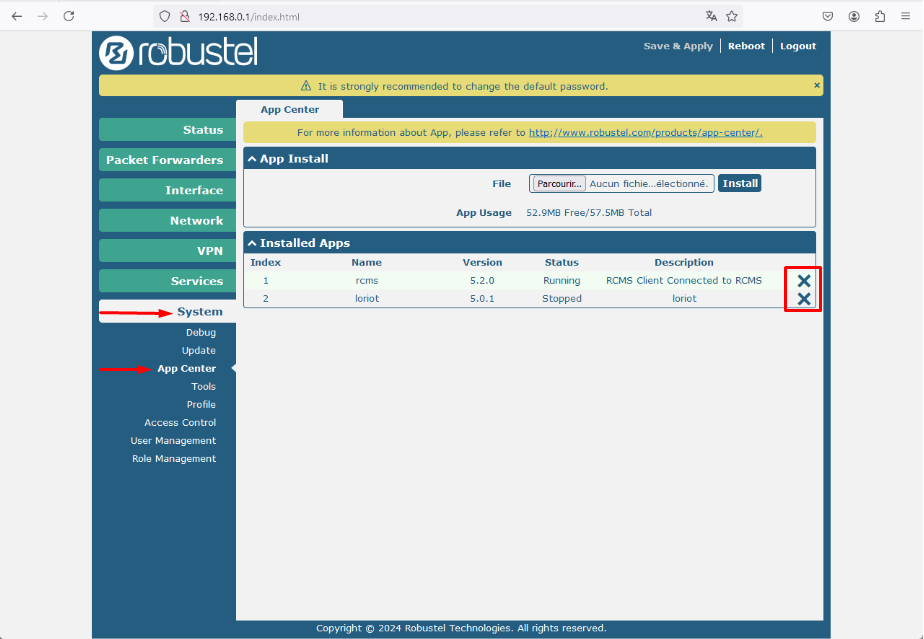 192.168.0.1/index.html
robustel
Save & Apply Reboot Logout
It is strongly recommended to change the default password.
App Center
For more information about App, please refer to http://www.robustel.com/products/app-center/.
Status
Packet Forwarders
Interface
Network
VPN
Services
System
Debug
Update
App Center
Tools
Profile
Access Control
User Management
Role Management
App Install
File Parcourir... Aucun fichie...électionné. Install
App Usage 52.9MB Free/57.5MB Total
Installed Apps
Index Name Version Status Description
1 rcms 5.2.0 Running RCMS Client Connected to RCMS
2 loriot 5.0.1 Stopped loriot
Copyright © 2024 Robustel Technologies. All rights reserved.